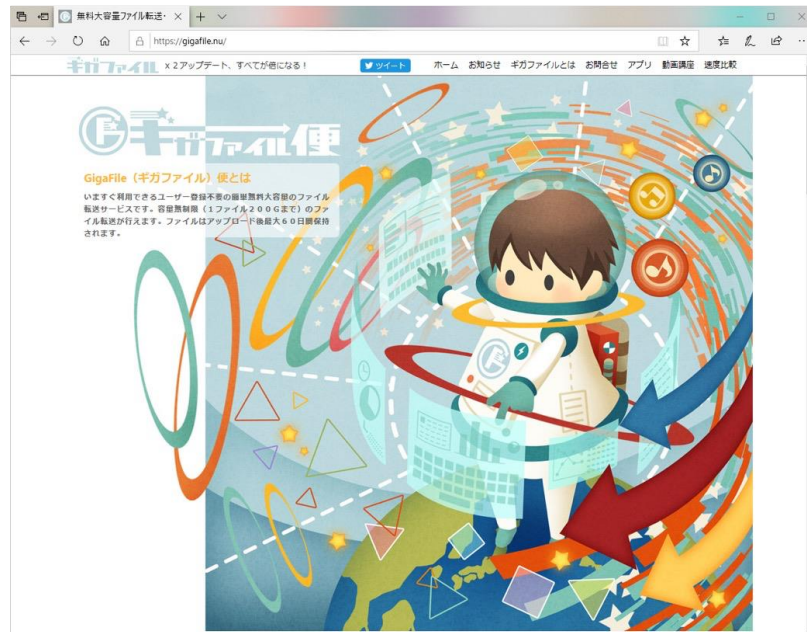 無料大容量ファイル転送・
https://gigafile.nu/
ギガファイル x２アップデート、すべてが倍になる！ ツイート ホーム お知らせ ギガファイルとは お問合せ アプリ 動画講座 速度比較
ギガファイル便
GigaFile（ギガファイル）便とは
いますぐ利用できるユーザー登録不要の簡単無料大容量のファイル
転送サービスです。容量無制限（１ファイル２００Ｇまで）のファ
イル転送が行えます。ファイルはアップロード後最大６０日間保持
されます。